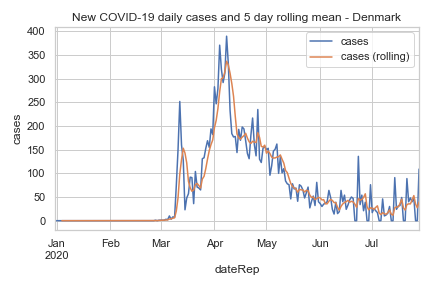 New COVID-19 daily cases and 5 day rolling mean - Denmark
cases
cases (rolling)
400
350
300
250
200
150
100
50
0
cases
Jan Feb Mar Apr May Jun Jul
2020
dateRep